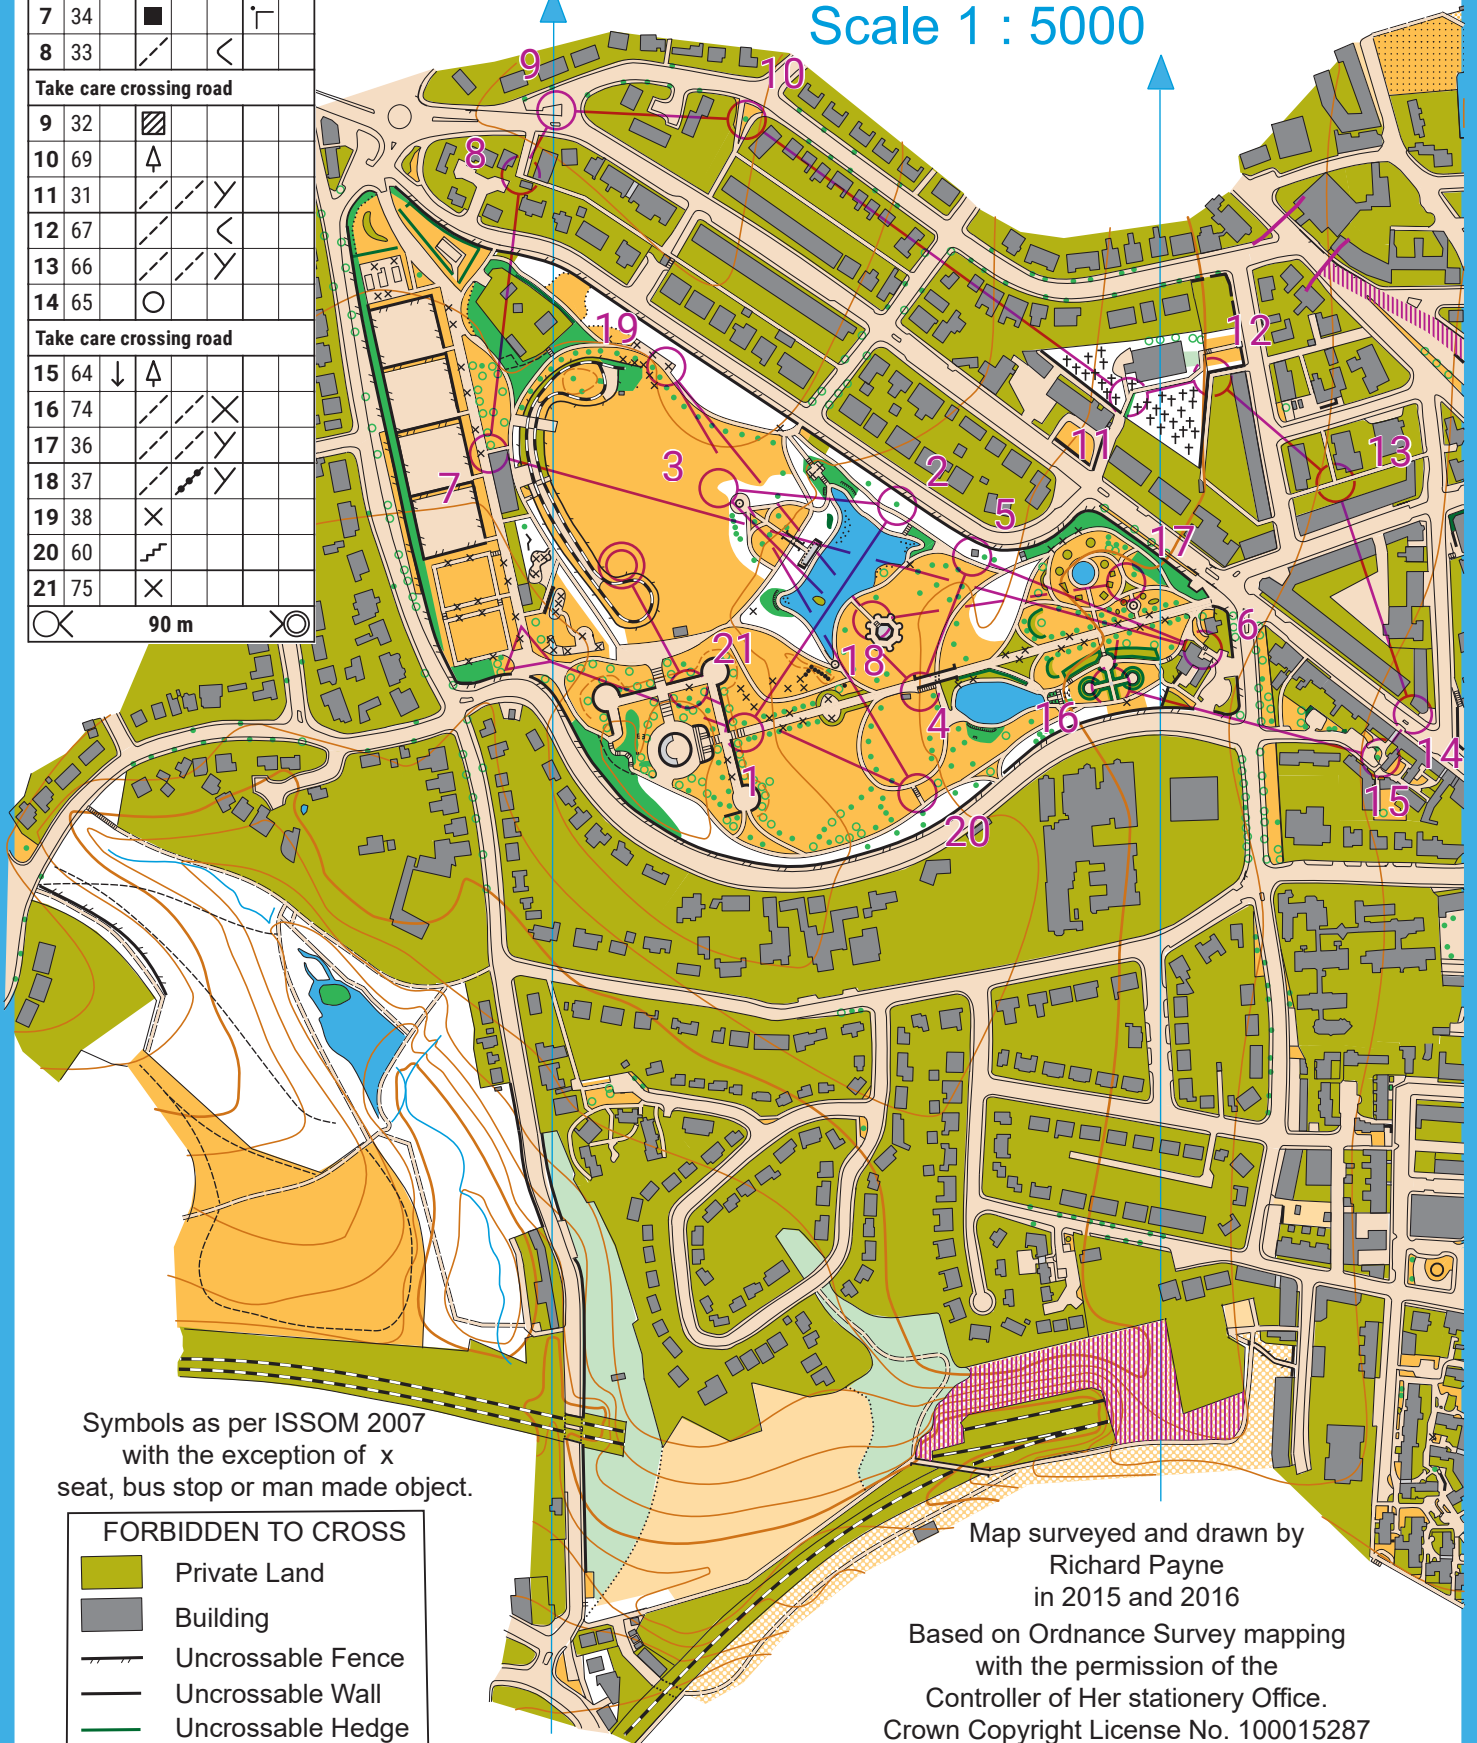 7 34
8 33
Take care crossing road
9 32
10 69
11 31
12 67
13 66
14 65
Take care crossing road
15 64
16 74
17 36
18 37
19 38
20 60
21 75
90 m
Scale 1 : 5000
9
10
8
19
12
11
13
3
7
2
5
17
6
21
18
4
16
1
14
15
20
Symbols as per ISSOM 2007
with the exception of x
seat, bus stop or man made object.
FORBIDDEN TO CROSS
Private Land
Building
Uncrossable Fence
Uncrossable Wall
Uncrossable Hedge
Map surveyed and drawn by
Richard Payne
in 2015 and 2016
Based on Ordnance Survey mapping
with the permission of the
Controller of Her stationery Office.
Crown Copyright License No. 100015287